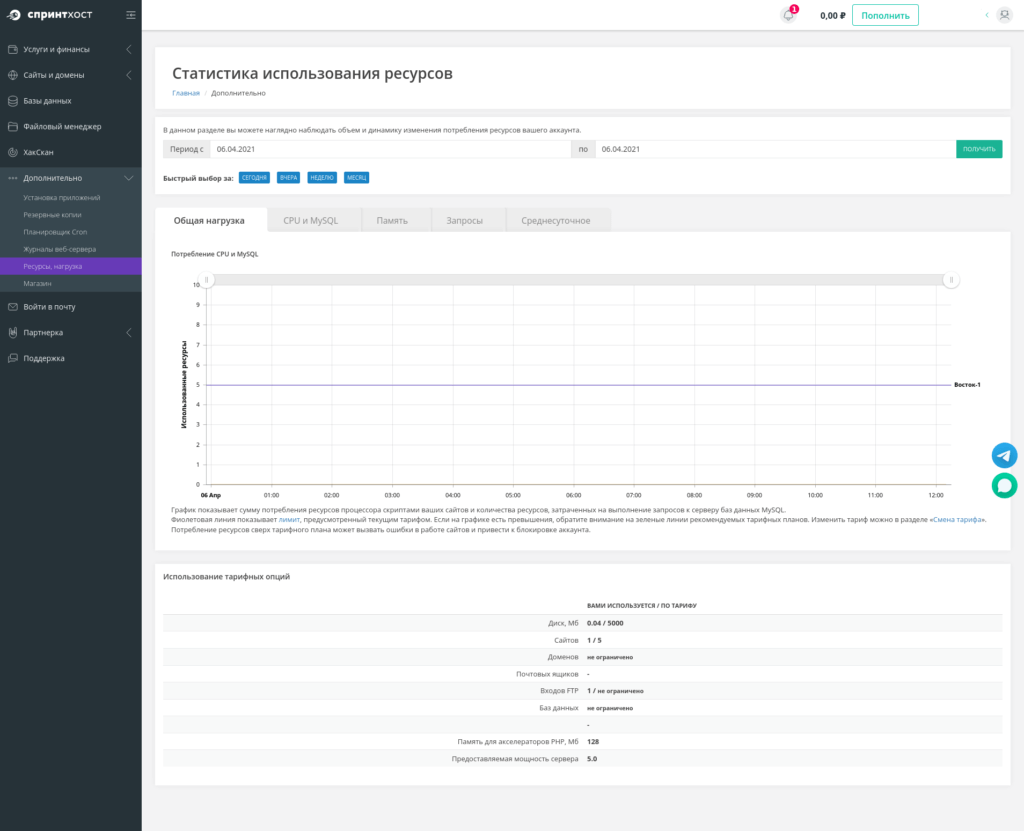 спринтхост
1
0,00 ₽
Пополнить
Услуги и финансы
Сайты и домены
Базы данных
Файловый менеджер
ХакСкан
Дополнительно
Установка приложений
Резервные копии
Планировщик Cron
Журналы веб-сервера
Ресурсы, нагрузка
Магазин
Войти в почту
Партнерка
Поддержка
Статистика использования ресурсов
Главная / Дополнительно
В данном разделе вы можете наглядно наблюдать объем и динамику изменения потребления ресурсов вашего аккаунта.
Период с 06.04.2021 по 06.04.2021 ПОЛУЧИТЬ
Быстрый выбор за: СЕГОДНЯ ВЧЕРА НЕДЕЛЮ МЕСЯЦ
Общая нагрузка CPU и MySQL Память Запросы Среднесуточное
Потребление CPU и MySQL
Использованные ресурсы
10
9
8
7
6
5
4
3
2
1
0
Восток-1
06 Апр 01:00 02:00 03:00 04:00 05:00 06:00 07:00 08:00 09:00 10:00 11:00 12:00
График показывает сумму потребления ресурсов процессора скриптами ваших сайтов и количества ресурсов, затраченных на выполнение запросов к серверу баз данных MySQL.
Фиолетовая линия показывает лимит, предусмотренный текущим тарифом. Если на графике есть превышения, обратите внимание на зеленые линии рекомендуемых тарифных планов. Изменить тариф можно в разделе «Смена тарифа».
Потребление ресурсов сверх тарифного плана может вызвать ошибки в работе сайтов и привести к блокировке аккаунта.
Использование тарифных опций
ВАМИ ИСПОЛЬЗУЕТСЯ / ПО ТАРИФУ
Диск, Мб 0.04 / 5000
Сайтов 1 / 5
Доменов не ограничено
Почтовых ящиков -
Входов FTP 1 / не ограничено
Баз данных не ограничено
-
Память для акселераторов PHP, Мб 128
Предоставляемая мощность сервера 5.0